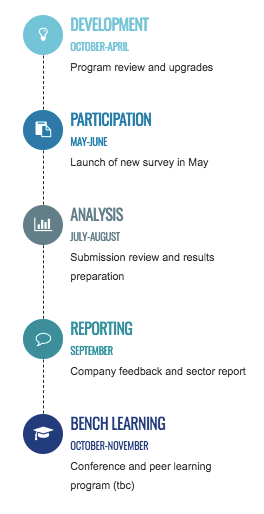 DEVELOPMENT
OCTOBER-APRIL
Program review and upgrades
PARTICIPATION
MAY-JUNE
Launch of new survey in May
ANALYSIS
JULY-AUGUST
Submission review and results
preparation
REPORTING
SEPTEMBER
Company feedback and sector report
BENCH LEARNING
OCTOBER-NOVEMBER
Conference and peer learning
program (tbc)